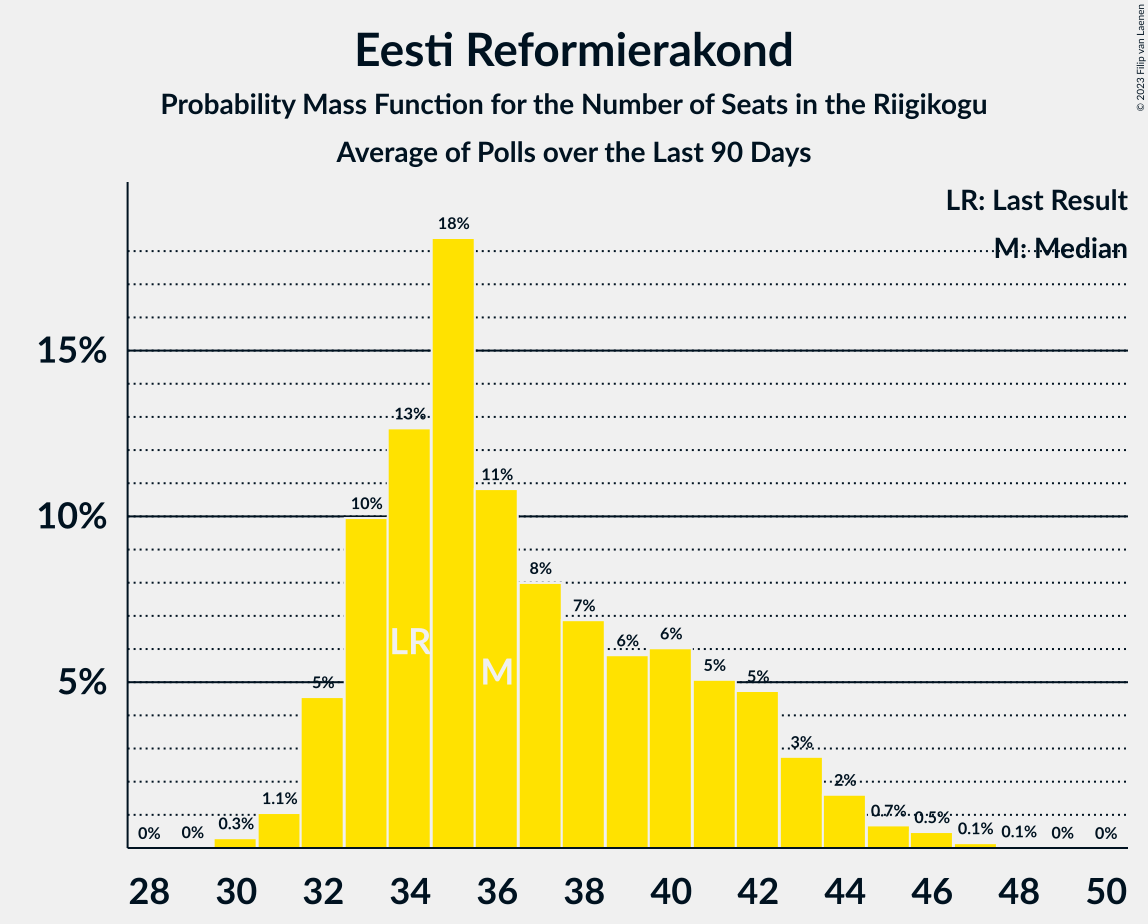 Eesti Reformierakond
Probability Mass Function for the Number of Seats in the Riigikogu
Average of Polls over the Last 90 Days
© 2023 Filip van Laenen
LR: Last Result
M: Median
15%
10%
5%
0%
0%
0.3%
1.1%
5%
10%
13%
18%
11%
8%
7%
6%
6%
5%
5%
3%
2%
0.7%
0.5%
0.1%
0.1%
0%
0%
LR
M
28 30 32 34 36 38 40 42 44 46 48 50